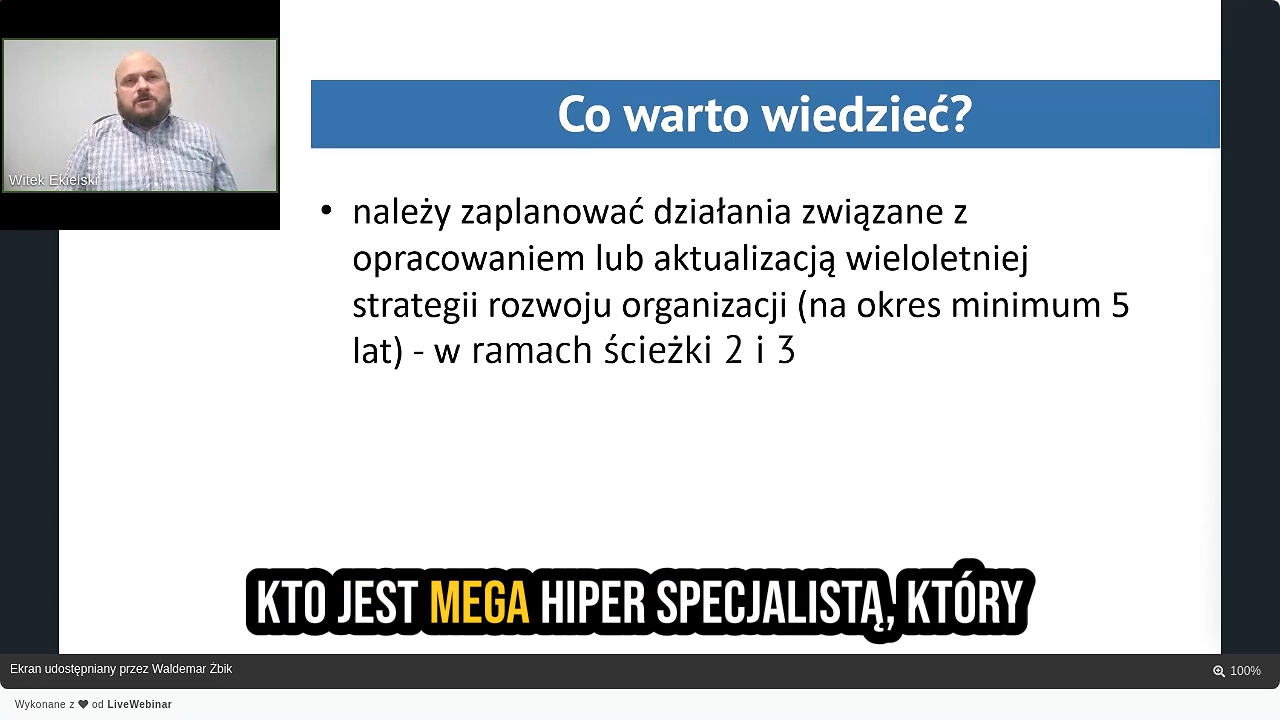 Witek Ekielski
Co warto wiedzieć?
• należy zaplanować działania związane z
opracowaniem lub aktualizacją wieloletniej
strategii rozwoju organizacji (na okres minimum 5
lat) - w ramach ścieżki 2 i 3
KTO JEST MEGA HIPER SPECJALISTĄ, KTÓRY
Ekran udostępniany przez Waldemar Żbik
100%
Wykonane z ❤ od LiveWebinar